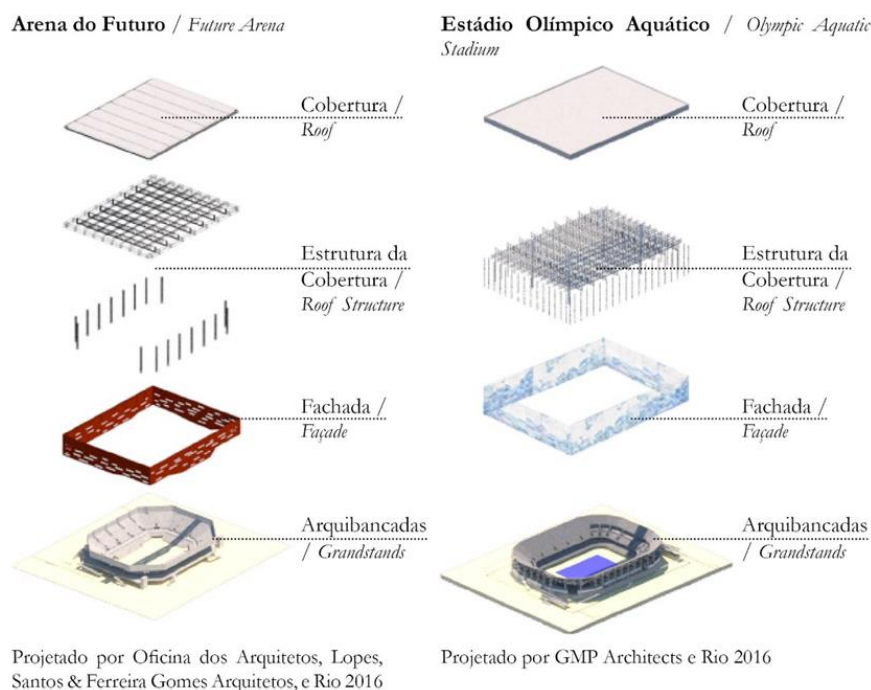 Arena do Futuro / Future Arena
Cobertura /
Roof
Estrutura da
Cobertura /
Roof Structure
Fachada /
Façade
Arquibancadas
/ Grandstands
Projetado por Oficina dos Arquitetos, Lopes,
Santos & Ferreira Gomes Arquitetos, e Rio 2016
Estádio Olímpico Aquático / Olympic Aquatic
Stadium
Cobertura /
Roof
Estrutura da
Cobertura /
Roof Structure
Fachada /
Façade
Arquibancadas
/ Grandstands
Projetado por GMP Architects e Rio 2016